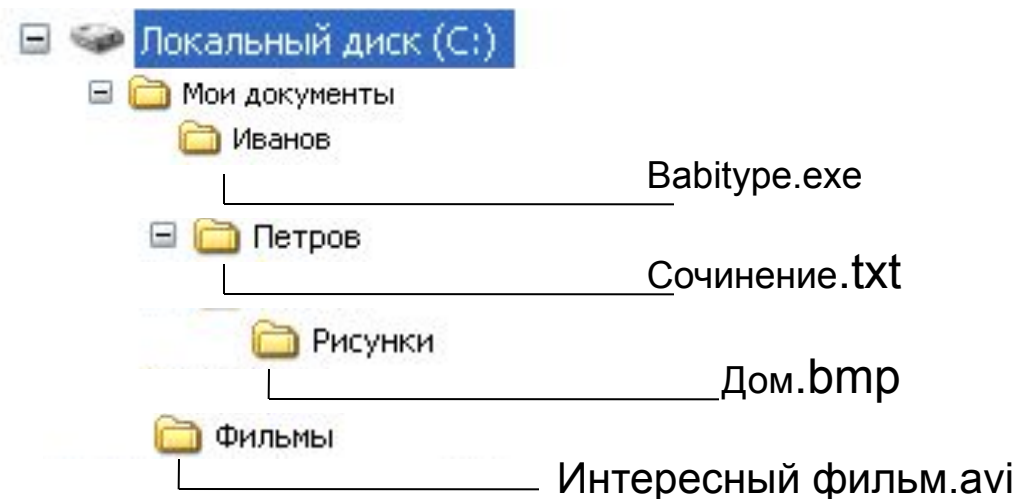 Локальный диск (C:)
Мои документы
Иванов
Babitype.exe
Петров
Сочинение.txt
Рисунки
Дом.bmp
Фильмы
Интересный фильм.avi